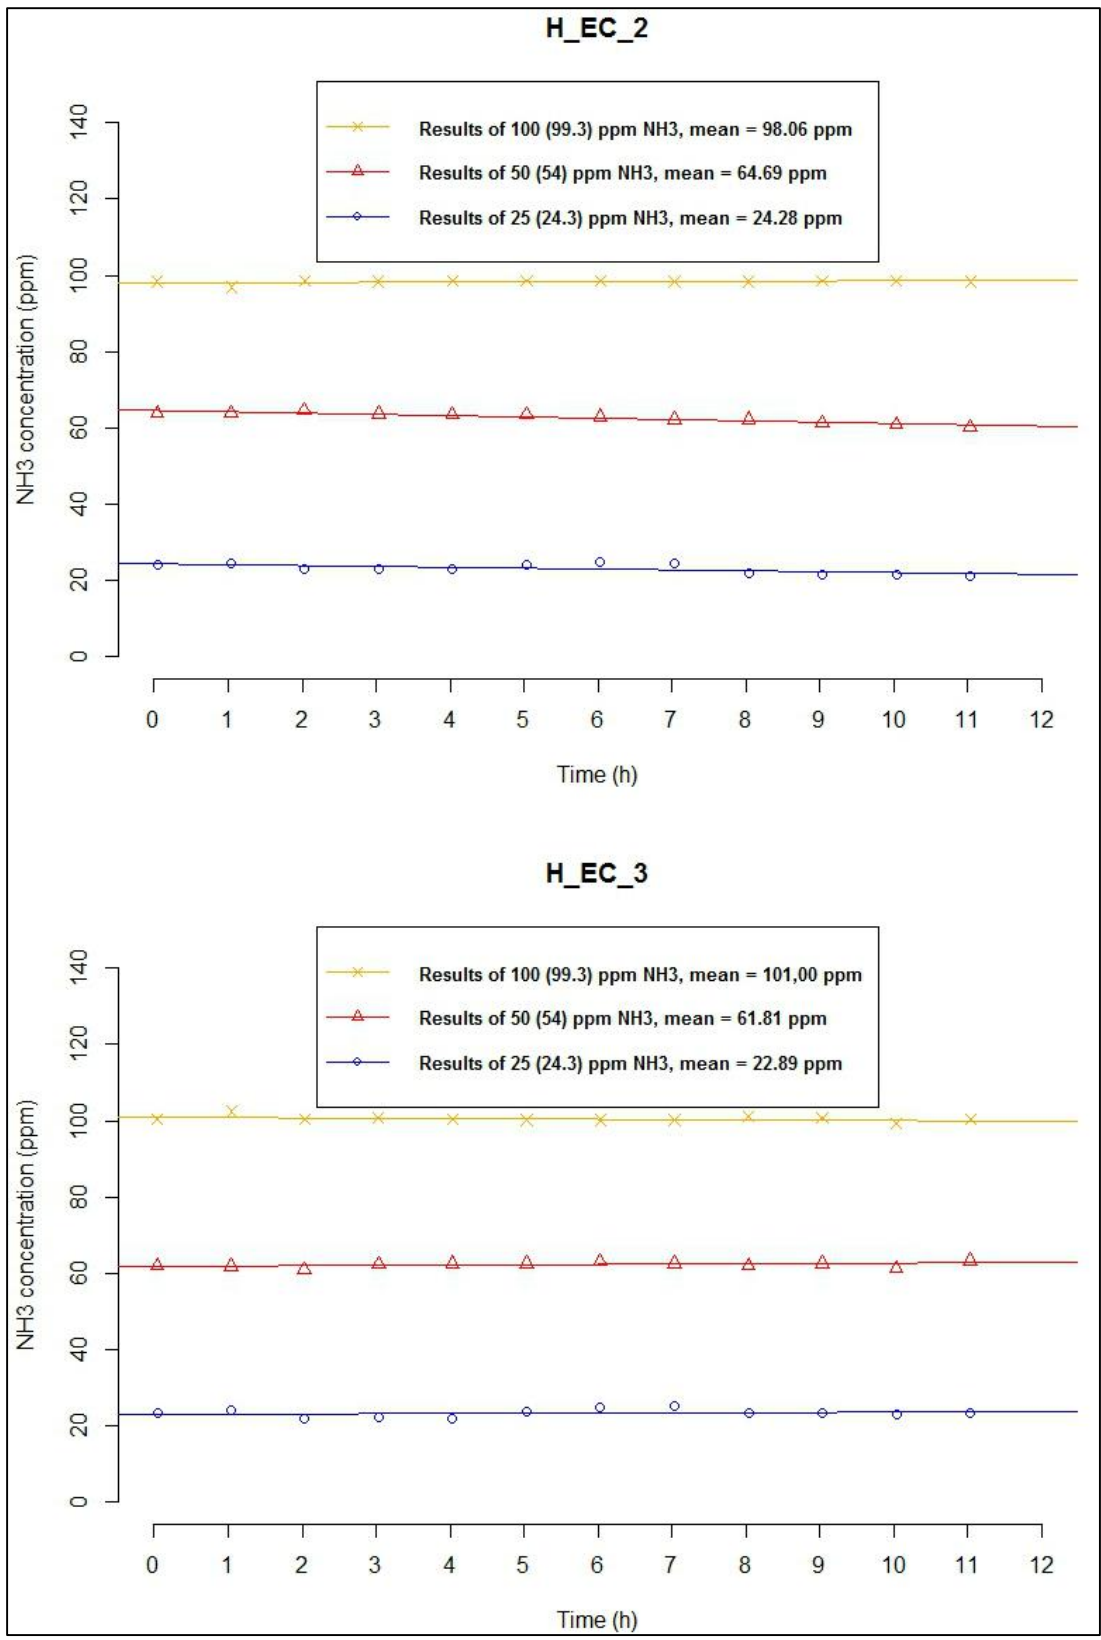 H_EC_2
Results of 100 (99.3) ppm NH3, mean = 98.06 ppm
Results of 50 (54) ppm NH3, mean = 64.69 ppm
Results of 25 (24.3) ppm NH3, mean = 24.28 ppm
NH3 concentration (ppm)
140
120
100
80
60
40
20
0
0 1 2 3 4 5 6 7 8 9 10 11 12
Time (h)
H_EC_3
Results of 100 (99.3) ppm NH3, mean = 101,00 ppm
Results of 50 (54) ppm NH3, mean = 61.81 ppm
Results of 25 (24.3) ppm NH3, mean = 22.89 ppm
NH3 concentration (ppm)
140
120
100
80
60
40
20
0
0 1 2 3 4 5 6 7 8 9 10 11 12
Time (h)